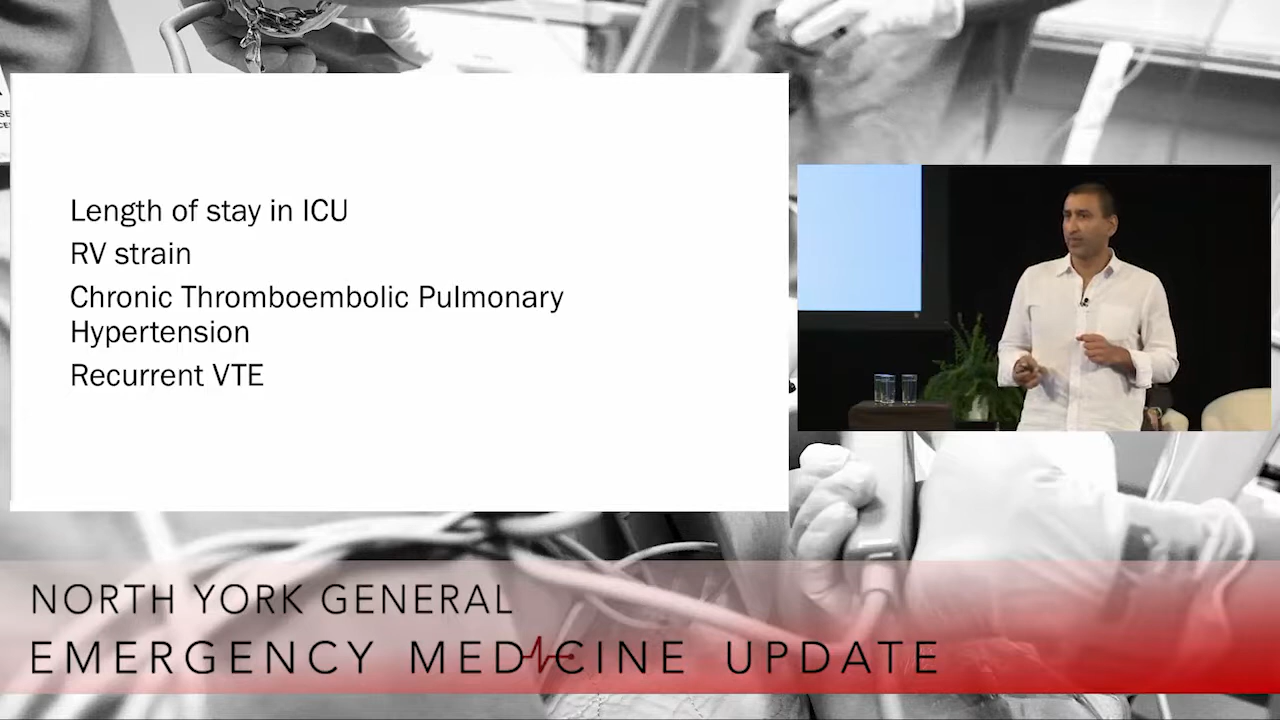 Length of stay in ICU
RV strain
Chronic Thromboembolic Pulmonary
Hypertension
Recurrent VTE
NORTH YORK GENERAL
EMERGENCY MEDICINE UPDATE